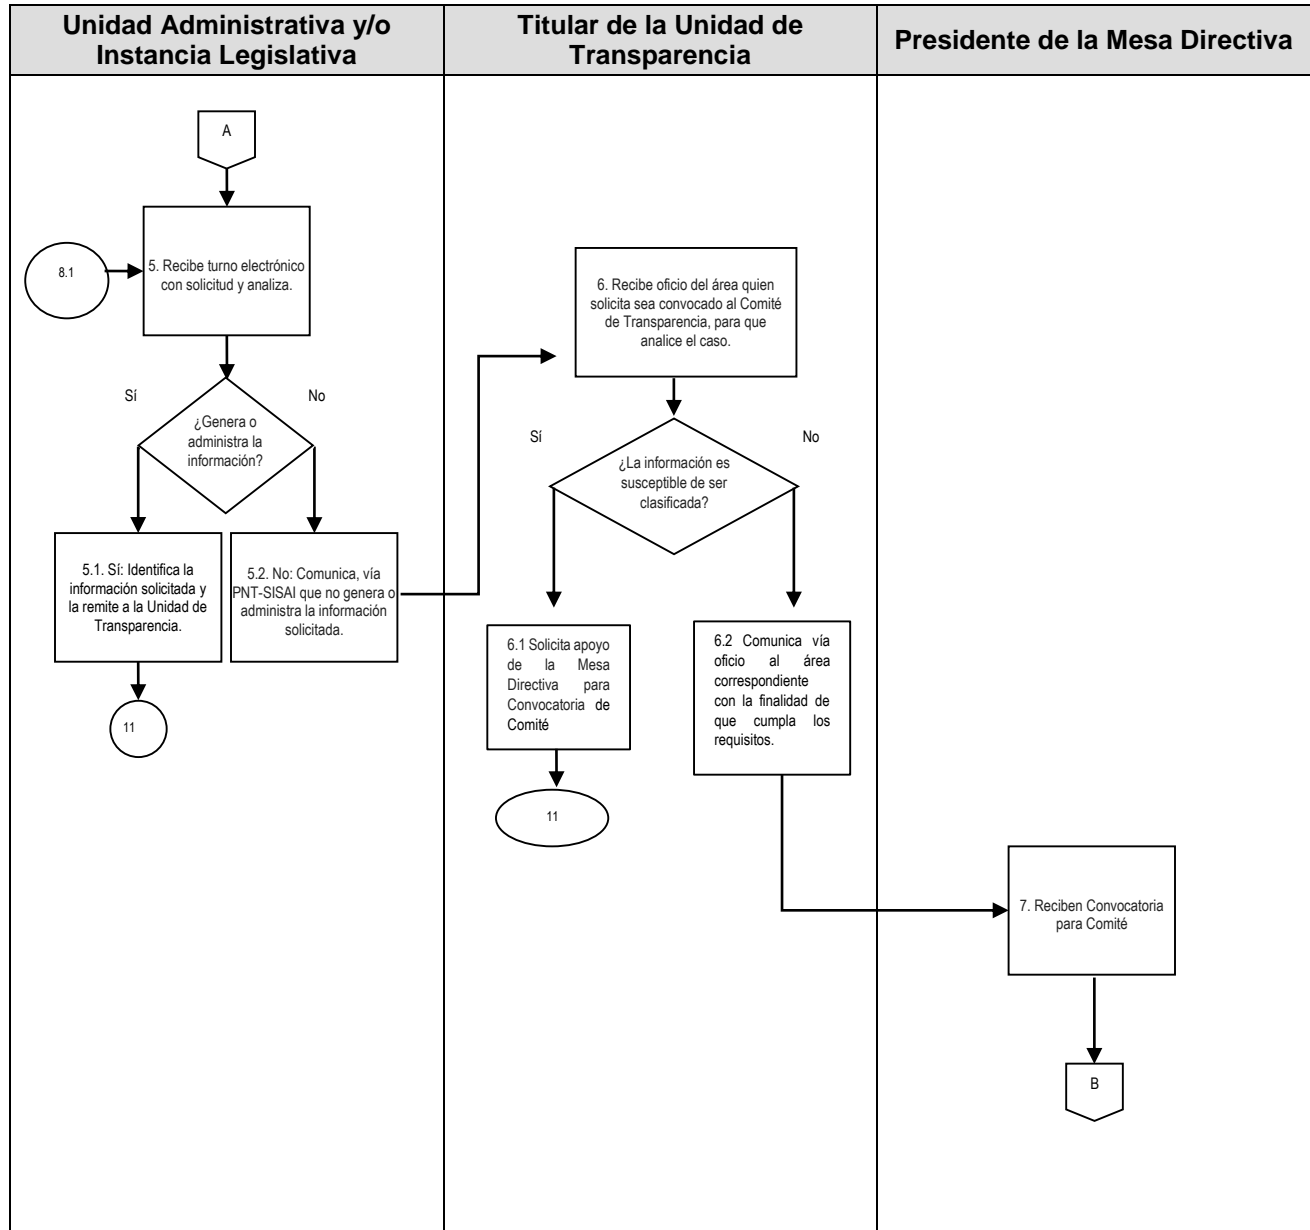 Unidad Administrativa y/o
Instancia Legislativa
Titular de la Unidad de
Transparencia
Presidente de la Mesa Directiva
A
8.1
5. Recibe turno electrónico
con solicitud y analiza.
Sí
No
¿Genera o
administra la
información?
5.1. Sí: Identifica la
información solicitada y
la remite a la Unidad de
Transparencia.
5.2. No: Comunica, vía
PNT-SISAI que no genera o
administra la información
solicitada.
11
6. Recibe oficio del área quien
solicita sea convocado al Comité
de Transparencia, para que
analice el caso.
Sí
No
¿La información es
susceptible de ser
clasificada?
6.1 Solicita apoyo
de la Mesa
Directiva para
Convocatoria de
Comité
6.2 Comunica vía
oficio al área
correspondiente
con la finalidad de
que cumpla los
requisitos.
11
7. Reciben Convocatoria
para Comité
B